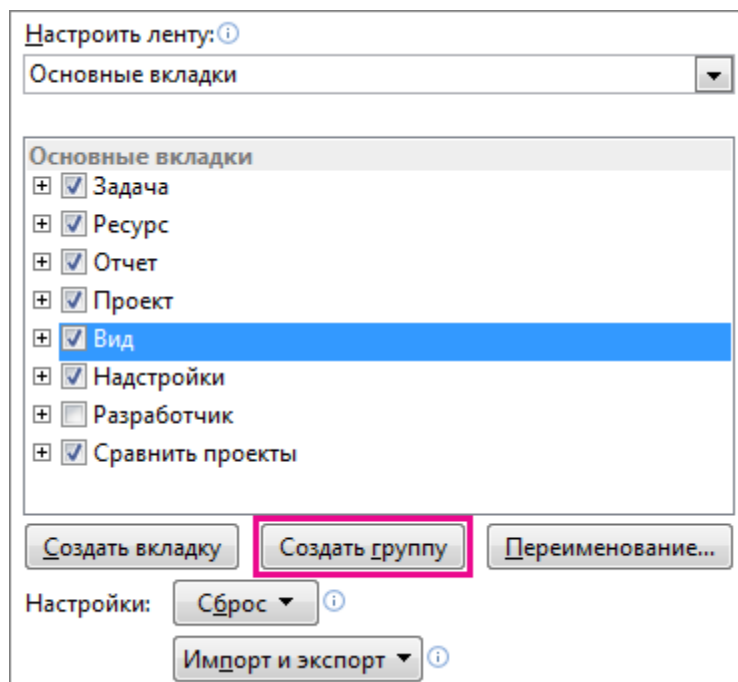 Настроить ленту:
Основные вкладки
Основные вкладки
Задача
Ресурс
Отчет
Проект
Вид
Надстройки
Разработчик
Сравнить проекты
Создать вкладку Создать группу Переименование...
Настройки: Сброс
Импорт и экспорт